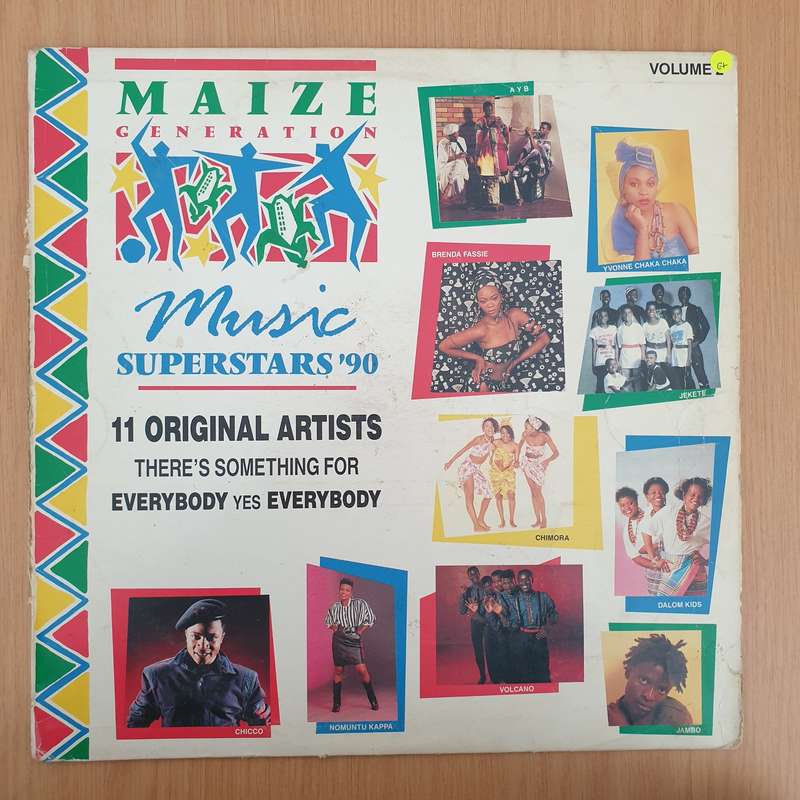 MAIZE
GENERATION
Music
SUPERSTARS '90
11 ORIGINAL ARTISTS
THERE'S SOMETHING FOR
EVERYBODY YES EVERYBODY
VOLUME 2
A Y B
YVONNE CHAKA CHAKA
BRENDA FASSIE
JEKETE
CHIMORA
DALOM KIDS
CHICCO
NOMUNTU KAPPA
VOLCANO
JAMBO